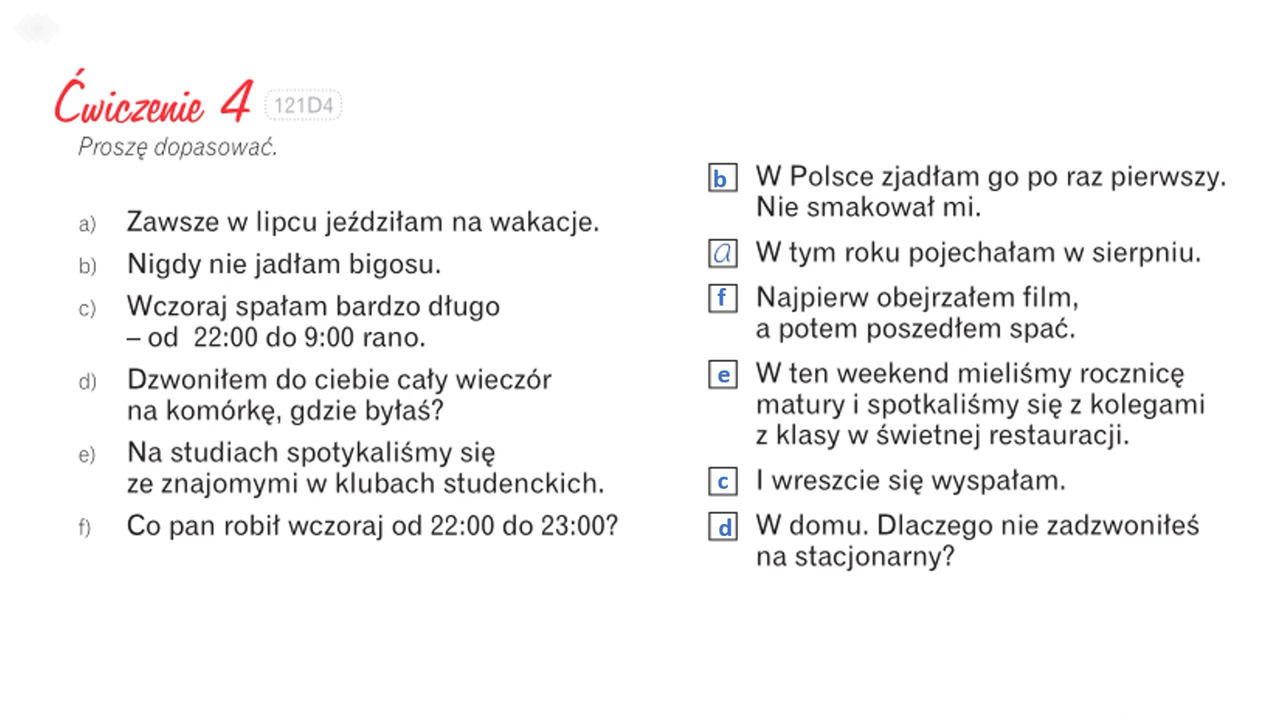 Ćwiczenie 4 121D4
Proszę dopasować.
a) Zawsze w lipcu jeździłam na wakacje.
b) Nigdy nie jadłam bigosu.
c) Wczoraj spałam bardzo długo
– od 22:00 do 9:00 rano.
d) Dzwoniłem do ciebie cały wieczór
na komórkę, gdzie byłaś?
e) Na studiach spotykaliśmy się
ze znajomymi w klubach studenckich.
f) Co pan robił wczoraj od 22:00 do 23:00?
b W Polsce zjadłam go po raz pierwszy.
Nie smakował mi.
a W tym roku pojechałam w sierpniu.
f Najpierw obejrzałem film,
a potem poszedłem spać.
e W ten weekend mieliśmy rocznicę
matury i spotkaliśmy się z kolegami
z klasy w świetnej restauracji.
c I wreszcie się wyspałam.
d W domu. Dlaczego nie zadzwoniłeś
na stacjonarny?